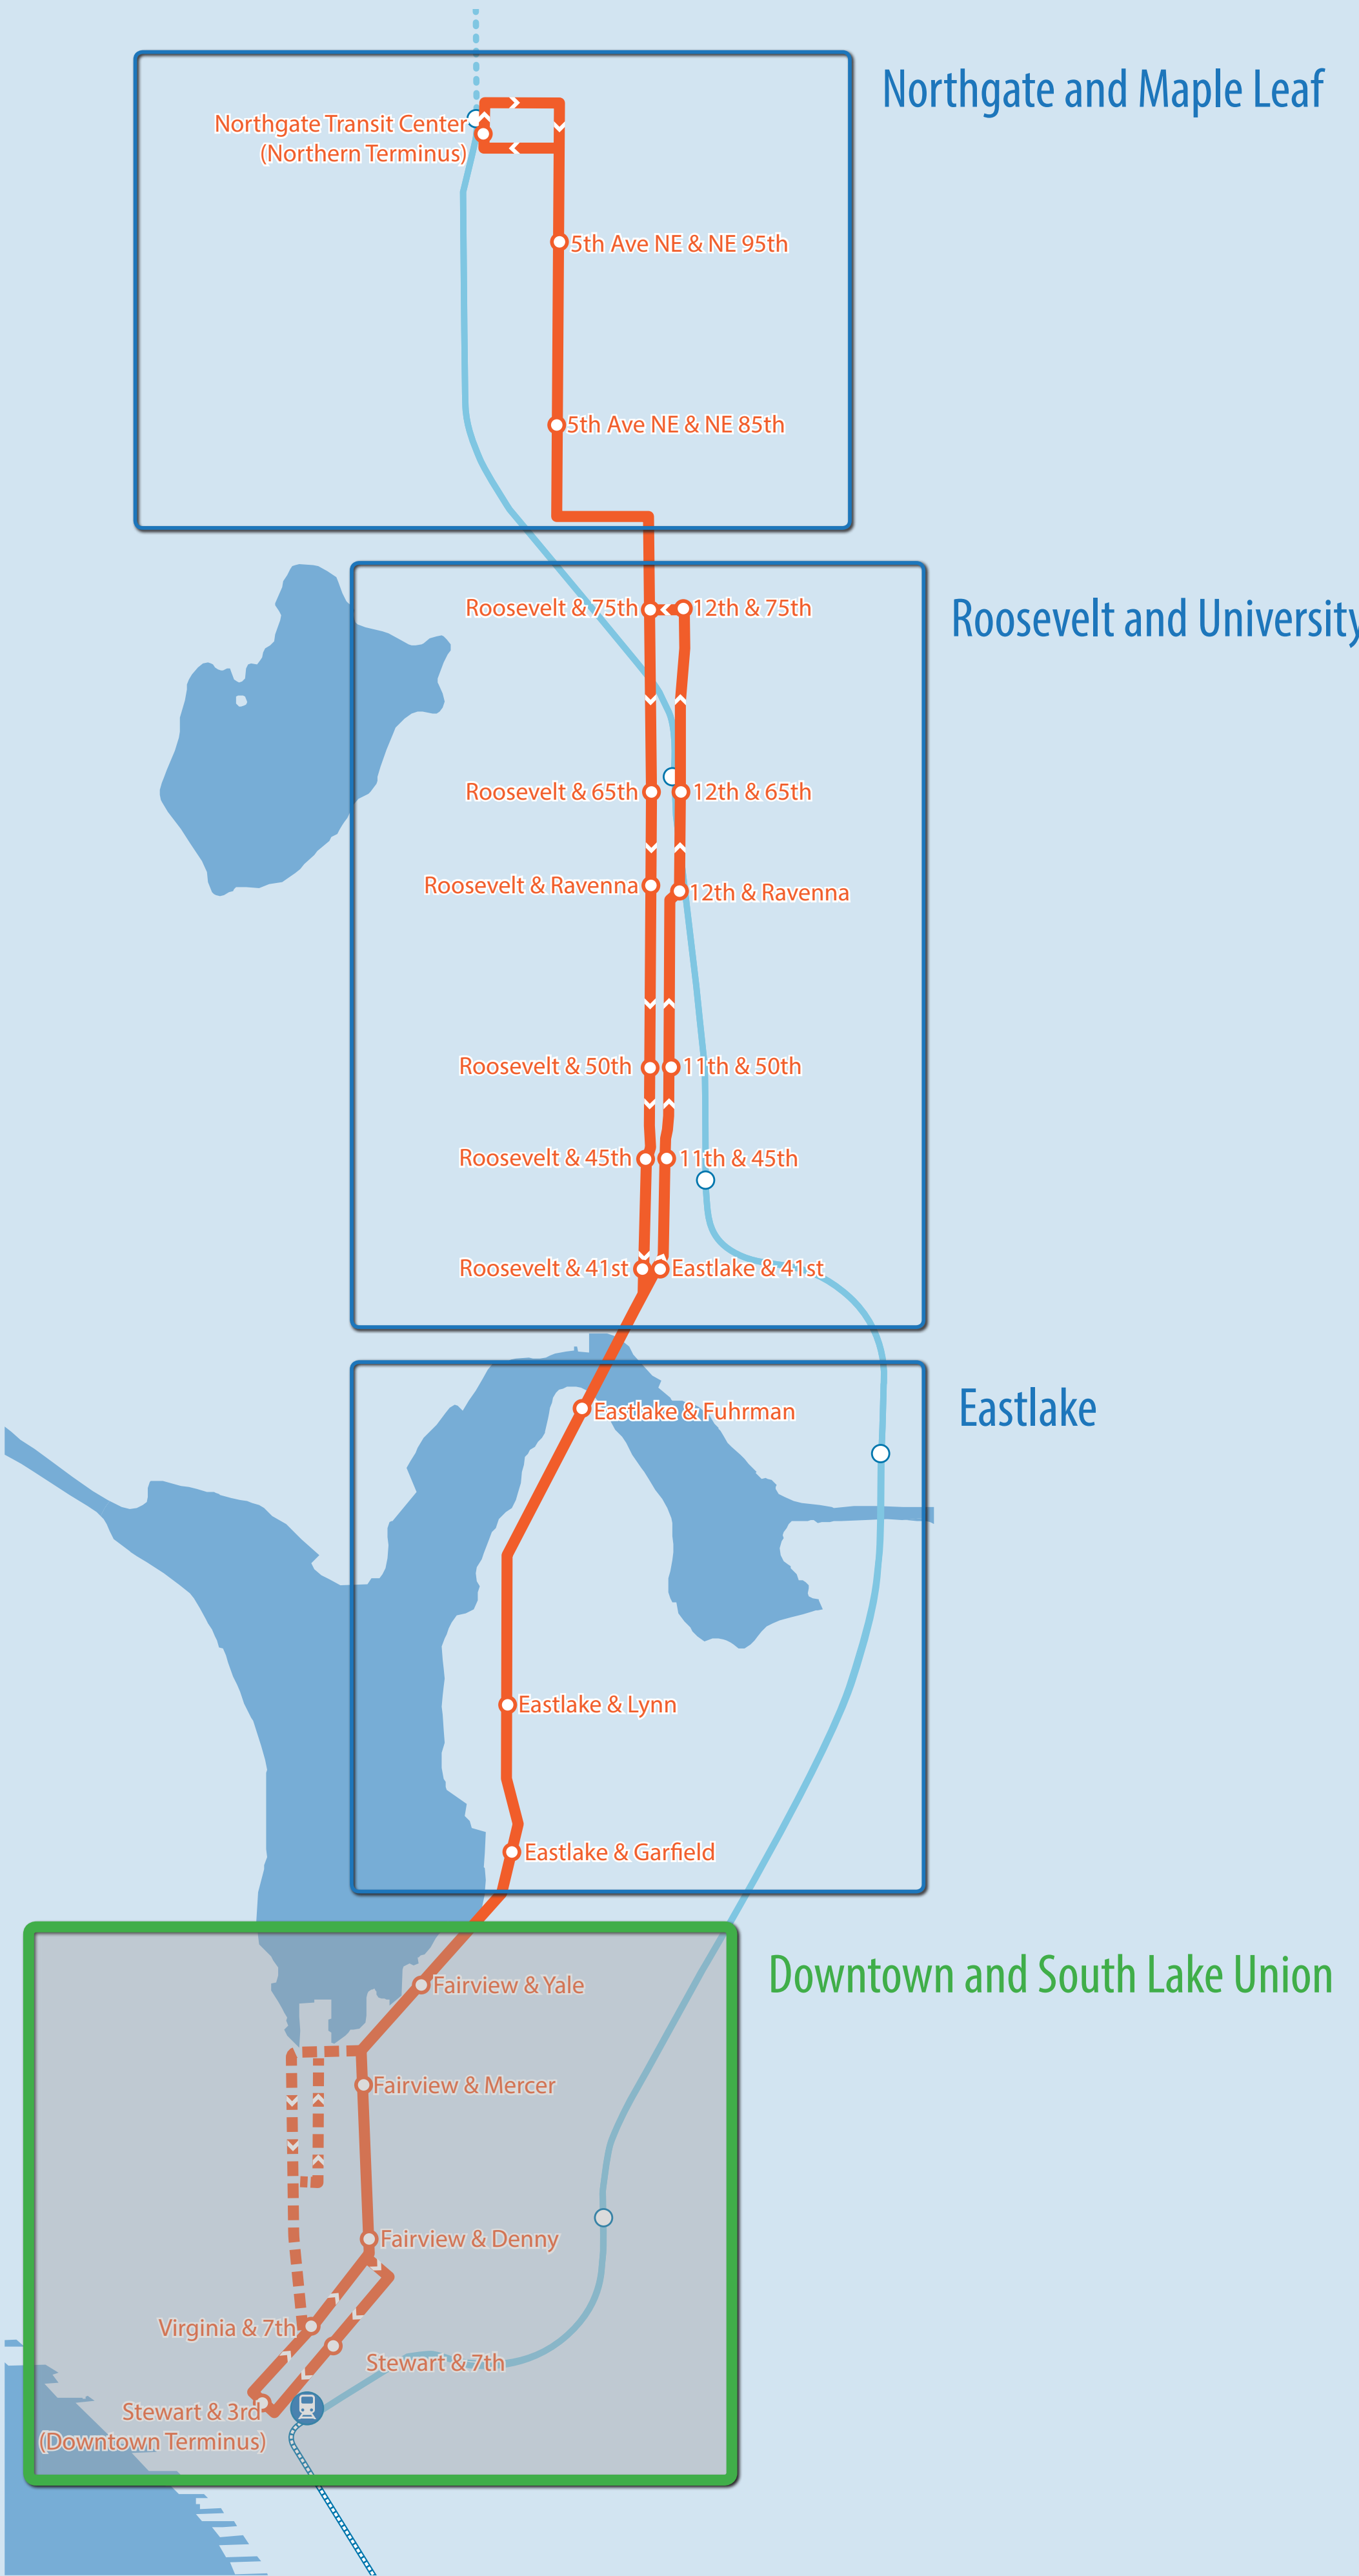 Northgate and Maple Leaf
Northgate Transit Center
(Northern Terminus)
5th Ave NE & NE 95th
5th Ave NE & NE 85th
Roosevelt and University
Roosevelt & 75th
12th & 75th
Roosevelt & 65th
12th & 65th
Roosevelt & Ravenna
12th & Ravenna
Roosevelt & 50th
11th & 50th
Roosevelt & 45th
11th & 45th
Roosevelt & 41st
Eastlake & 41st
Eastlake
Eastlake & Fuhrman
Eastlake & Lynn
Eastlake & Garfield
Downtown and South Lake Union
Fairview & Yale
Fairview & Mercer
Fairview & Denny
Virginia & 7th
Stewart & 7th
Stewart & 3rd
(Downtown Terminus)